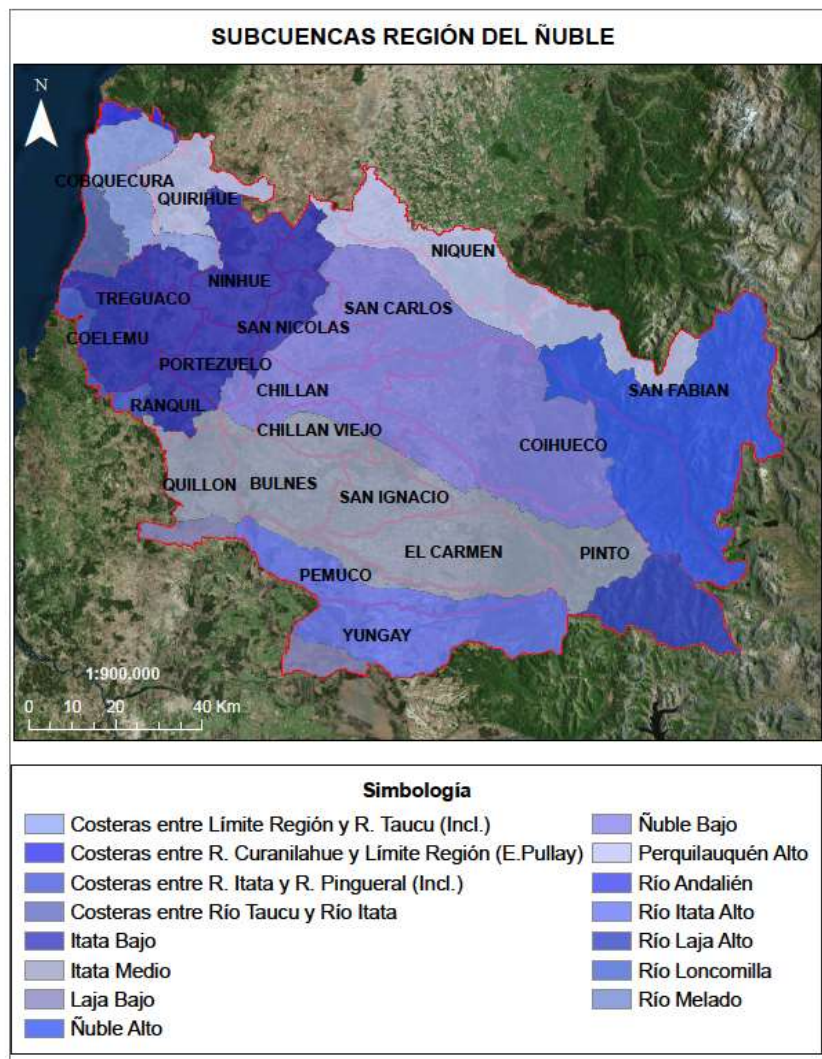 SUBCUENCAS REGIÓN DEL ÑUBLE
N
COBQUECURA
QUIRIHUE
NIQUEN
NINHUE
TREGUACO
SAN CARLOS
SAN NICOLAS
COELEMU
PORTEZUELO
SAN FABIAN
RANQUIL
CHILLAN
CHILLAN VIEJO
COIHUECO
QUILLON
BULNES
SAN IGNACIO
EL CARMEN
PINTO
PEMUCO
YUNGAY
1:900.000
0 10 20 40 Km
Simbología
Costeras entre Límite Región y R. Taucu (Incl.)
Costeras entre R. Curanilahue y Límite Región (E.Pullay)
Costeras entre R. Itata y R. Pingueral (Incl.)
Costeras entre Río Taucu y Río Itata
Itata Bajo
Itata Medio
Laja Bajo
Ñuble Alto
Ñuble Bajo
Perquilauquén Alto
Río Andalién
Río Itata Alto
Río Laja Alto
Río Loncomilla
Río Melado